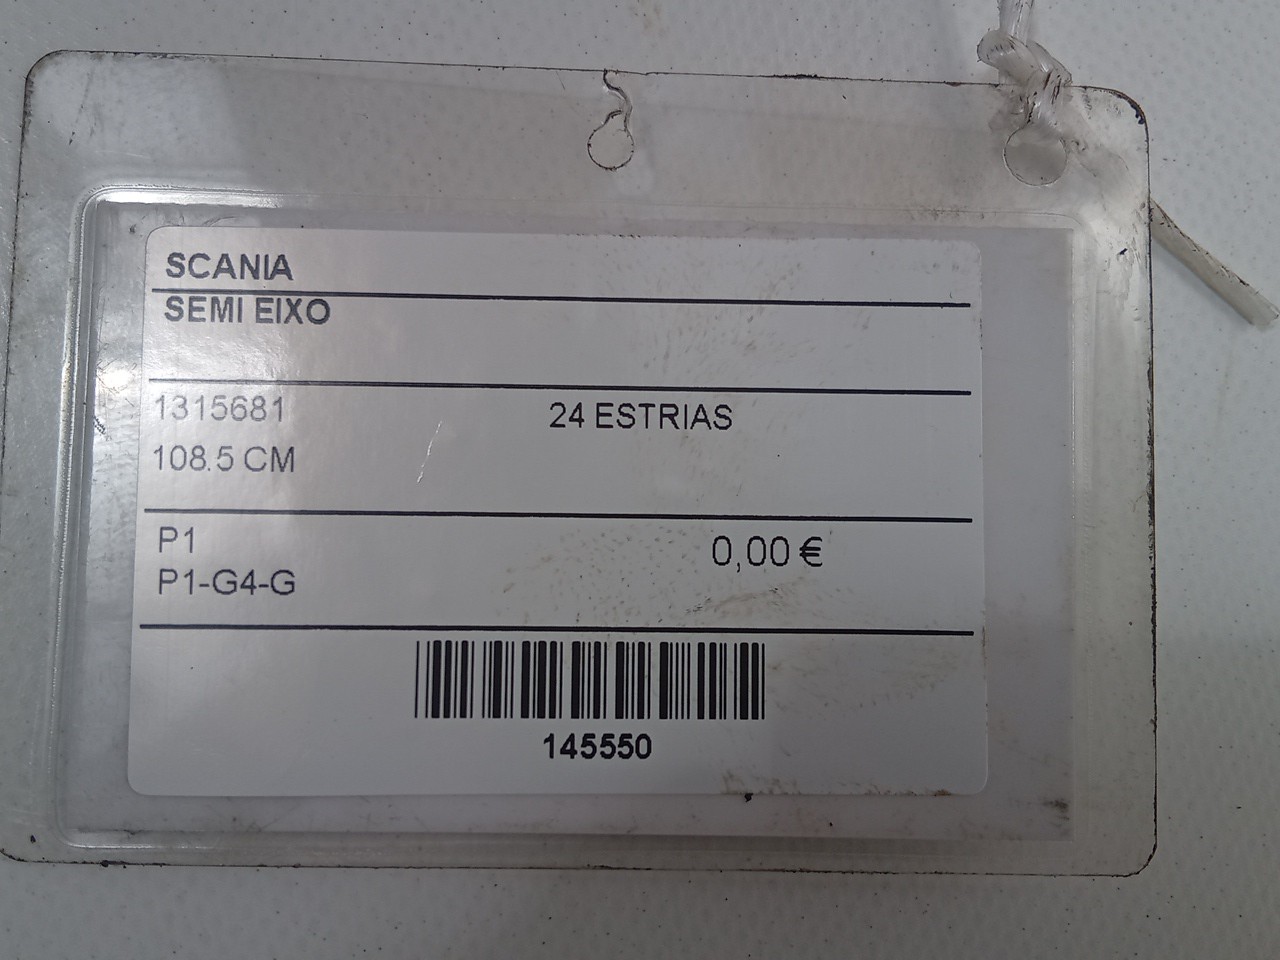 SCANIA
SEMI EIXO
1315681 24 ESTRIAS
108.5 CM
P1 0,00 €
P1-G4-G
145550